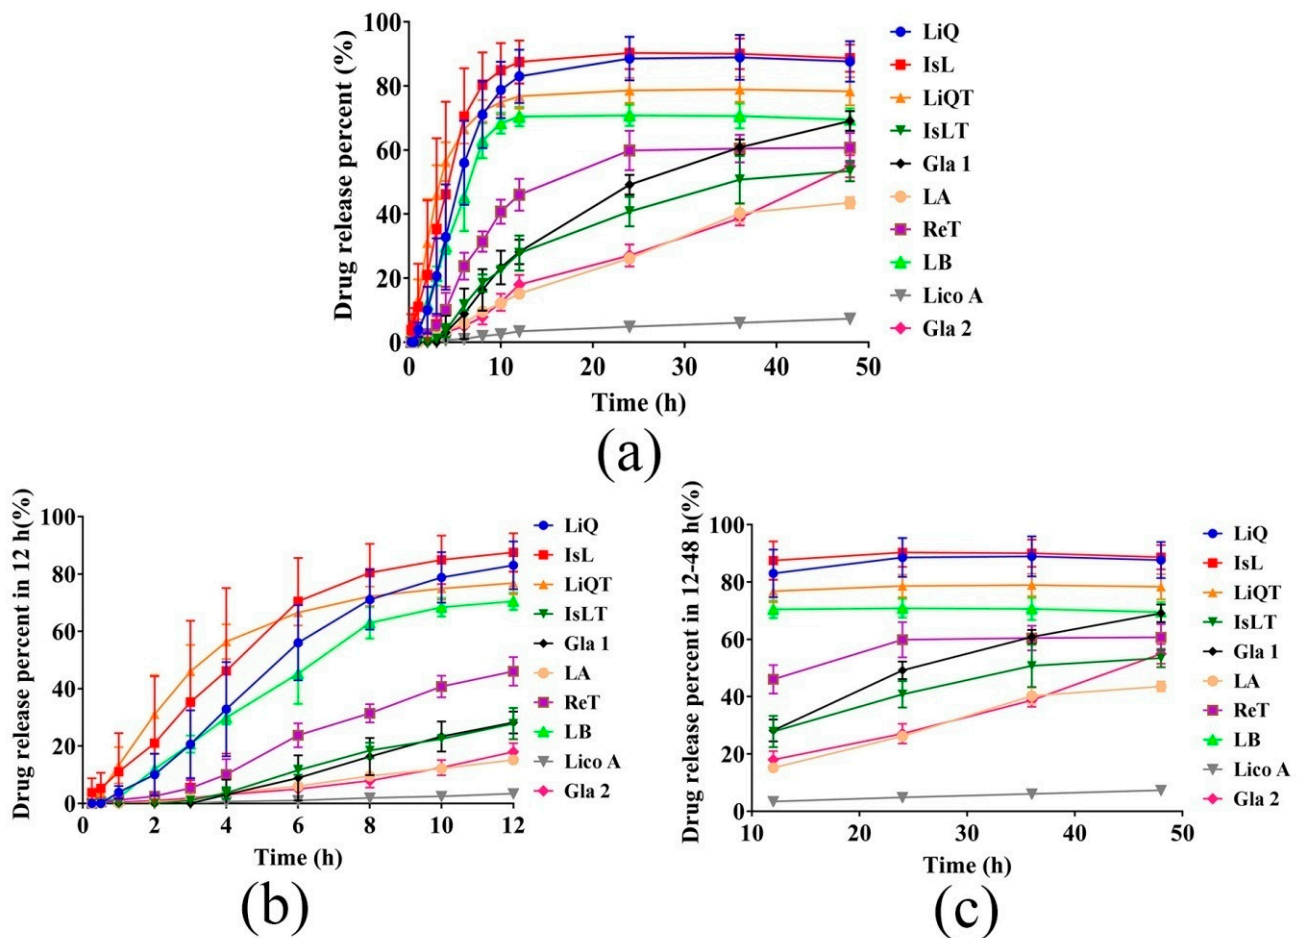 Drug release percent (%)
100
80
60
40
20
0
0
10
20
30
40
50
Time (h)
LiQ
IsL
LiQT
IsLT
Gla 1
LA
ReT
LB
Lico A
Gla 2
(a)
Drug release percent in 12 h(%)
100
80
60
40
20
0
0
2
4
6
8
10
12
Time (h)
LiQ
IsL
LiQT
IsLT
Gla 1
LA
ReT
LB
Lico A
Gla 2
(b)
Drug release percent in 12-48 h(%)
100
80
60
40
20
0
10
20
30
40
50
Time (h)
LiQ
IsL
LiQT
IsLT
Gla 1
LA
ReT
LB
Lico A
Gla 2
(c)